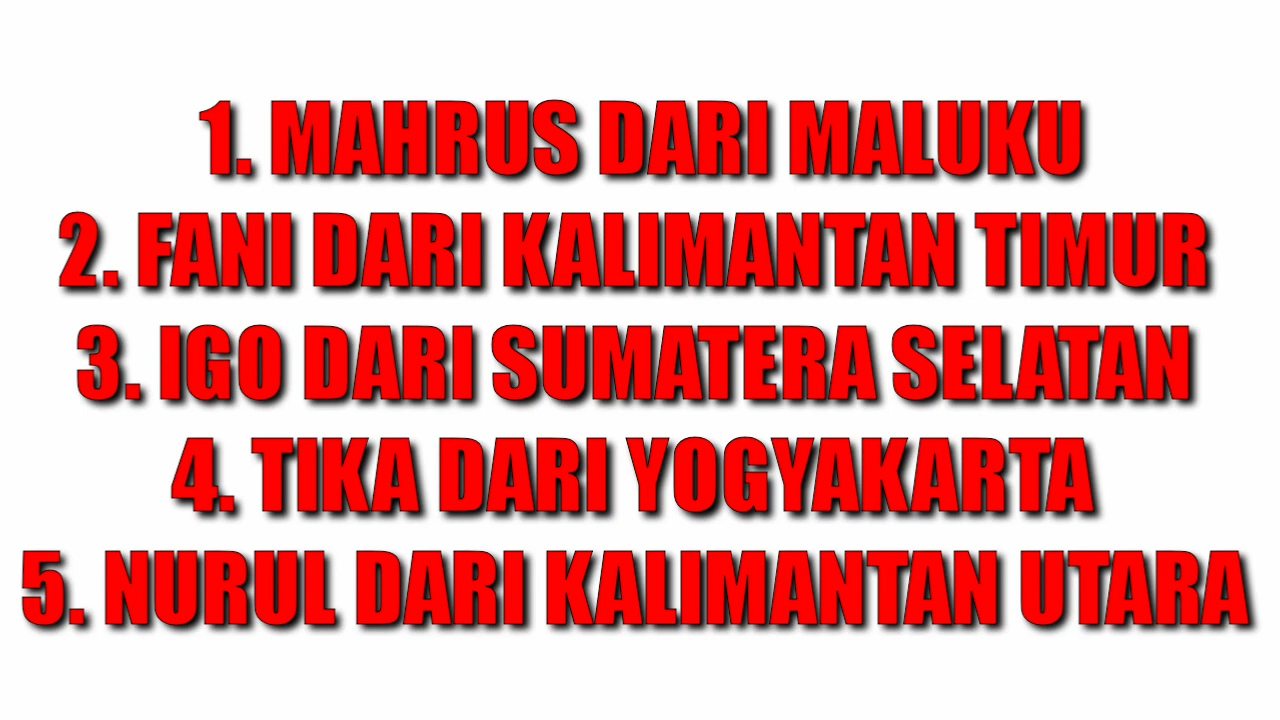 1. MAHRUS DARI MALUKU
2. FANI DARI KALIMANTAN TIMUR
3. IGO DARI SUMATERA SELATAN
4. TIKA DARI YOGYAKARTA
5. NURUL DARI KALIMANTAN UTARA